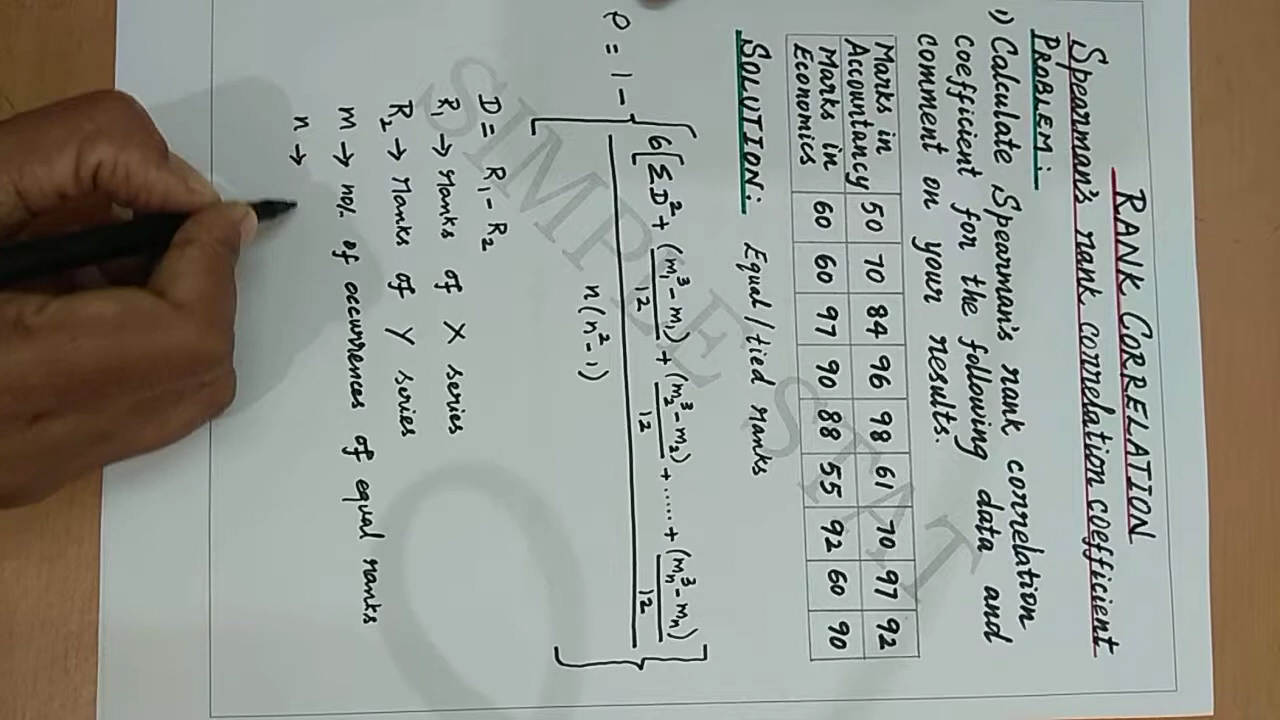 RANK CORRELATION
Spearman's rank correlation coefficient
PROBLEM:
1) Calculate Spearman's rank correlation
coefficient for the following data and
comment on your results.
Marks in Accountancy 50 70 84 96 98 61 70 97 92
Marks in Economics 60 60 97 90 88 55 92 60 90
SOLUTION: Equal/tied ranks
ρ = 1 - [ { 6[ΣD² + (m₁³-m₁)/12 + (m₂³-m₂)/12 + ...... + (mₙ³-mₙ)/12] / n(n²-1) } ]
D = R₁ - R₂
R₁ → ranks of X series
R₂ → ranks of Y series
m → no/. of occurrences of equal ranks
n →
SIMPLE STAT